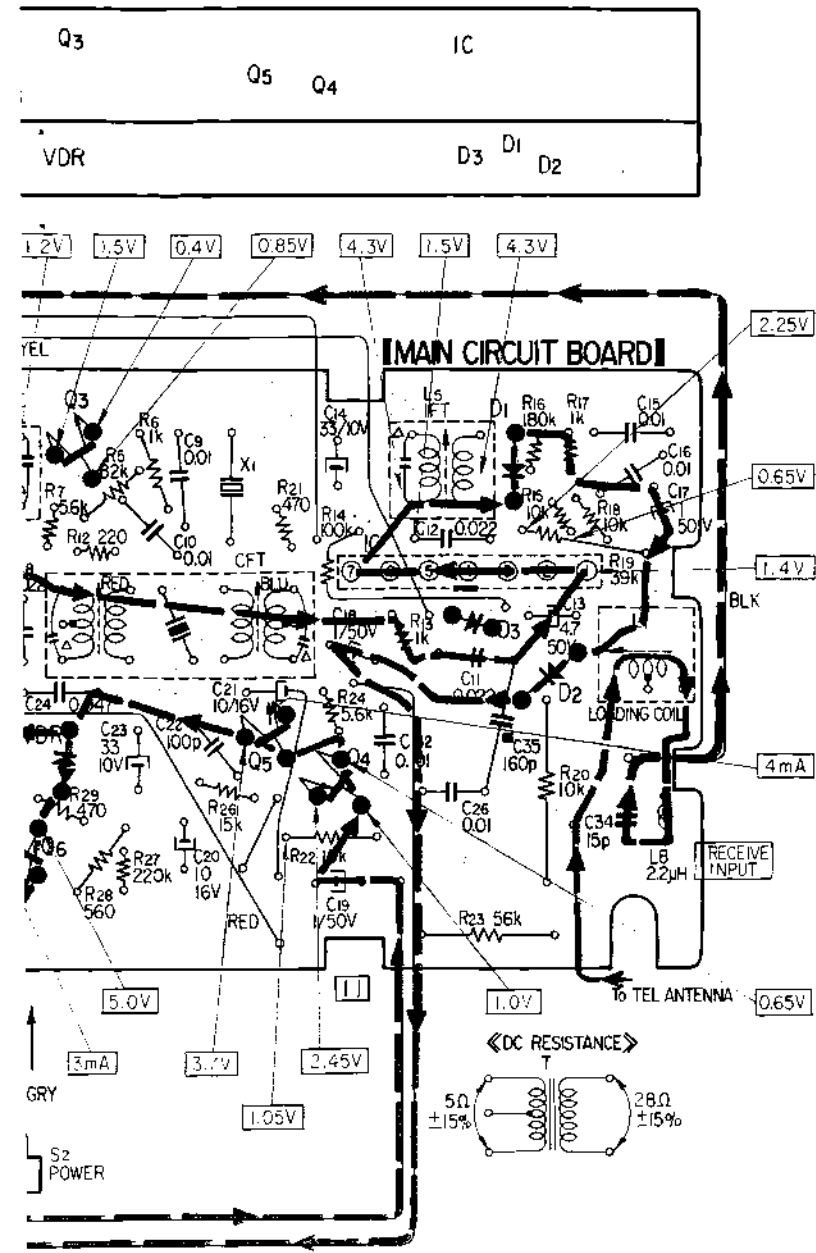 Q3
IC
Q5
Q4
VDR
D3
D1
D2
1.5V
0.4V
0.85V
4.3V
1.5V
4.3V
2.25V
YEL
MAIN CIRCUIT BOARD
Q3
R6
1k
C9
0.01
X1
C14
33/10V
L5
IFT
D1
R16
180k
R17
1k
C15
0.01
C16
0.01
0.65V
R5
82k
R7
5.6k
R21
470
R14
100k
R15
10k
R18
10k
C17
50V
R12 220
C10
0.01
C12
0.022
IC
CFT
R19
39k
1.4V
RED
BLU
7
BLK
C18
1/50V
R13
1k
D3
C13
4.7
50V
C11
D2
LOADING COIL
C24
C21
10/16V
R24
5.6k
C23
33
10V
C22
100p
Q5
Q4
C35
160p
R20
10k
4mA
R29
470
R26
15k
C26
0.01
C34
15p
L8
2.2μH
RECEIVE
INPUT
Q6
R27
220k
C20
10
16V
R22
R28
560
RED
C19
1/50V
R23 56k
To TEL ANTENNA
0.65V
5.0V
1.0V
3mA
2.45V
1.05V
GRY
《DC RESISTANCE》
T
5Ω
±15%
28Ω
±15%
S2
POWER